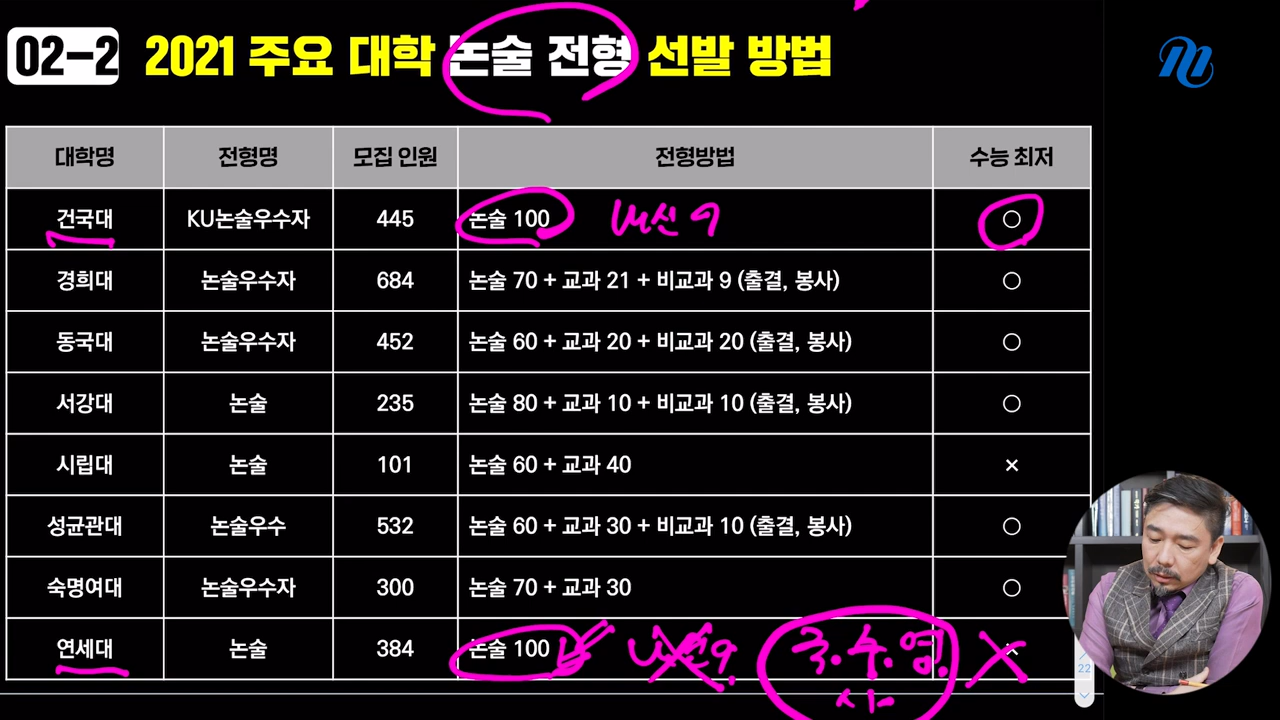 02-2 2021 주요 대학 논술 전형 선발 방법
대학명 전형명 모집 인원 전형방법 수능 최저
건국대 KU논술우수자 445 논술 100 내신 9 ○
경희대 논술우수자 684 논술 70 + 교과 21 + 비교과 9 (출결, 봉사) ○
동국대 논술우수자 452 논술 60 + 교과 20 + 비교과 20 (출결, 봉사) ○
서강대 논술 235 논술 80 + 교과 10 + 비교과 10 (출결, 봉사) ○
시립대 논술 101 논술 60 + 교과 40 ×
성균관대 논술우수 532 논술 60 + 교과 30 + 비교과 10 (출결, 봉사) ○
숙명여대 논술우수자 300 논술 70 + 교과 30 ○
연세대 논술 384 논술 100 내신9 국.수.영. ×
사
22